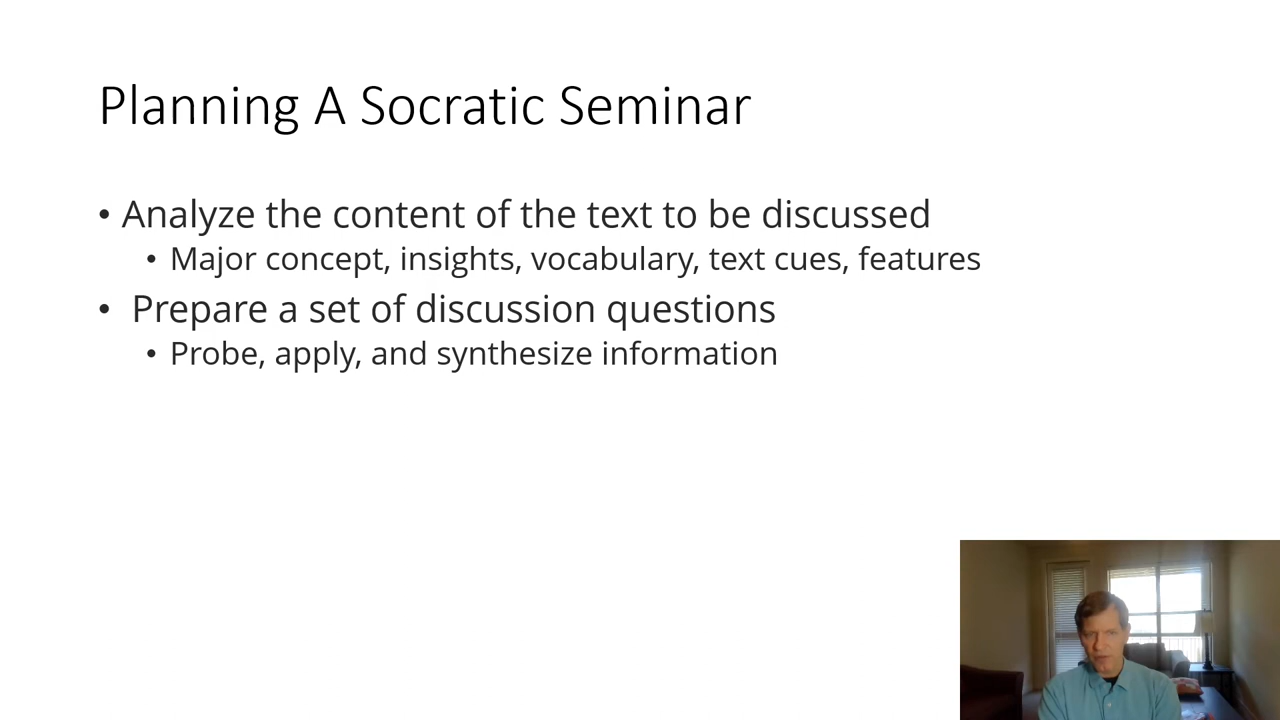 Planning A Socratic Seminar
• Analyze the content of the text to be discussed
• Major concept, insights, vocabulary, text cues, features
• Prepare a set of discussion questions
• Probe, apply, and synthesize information